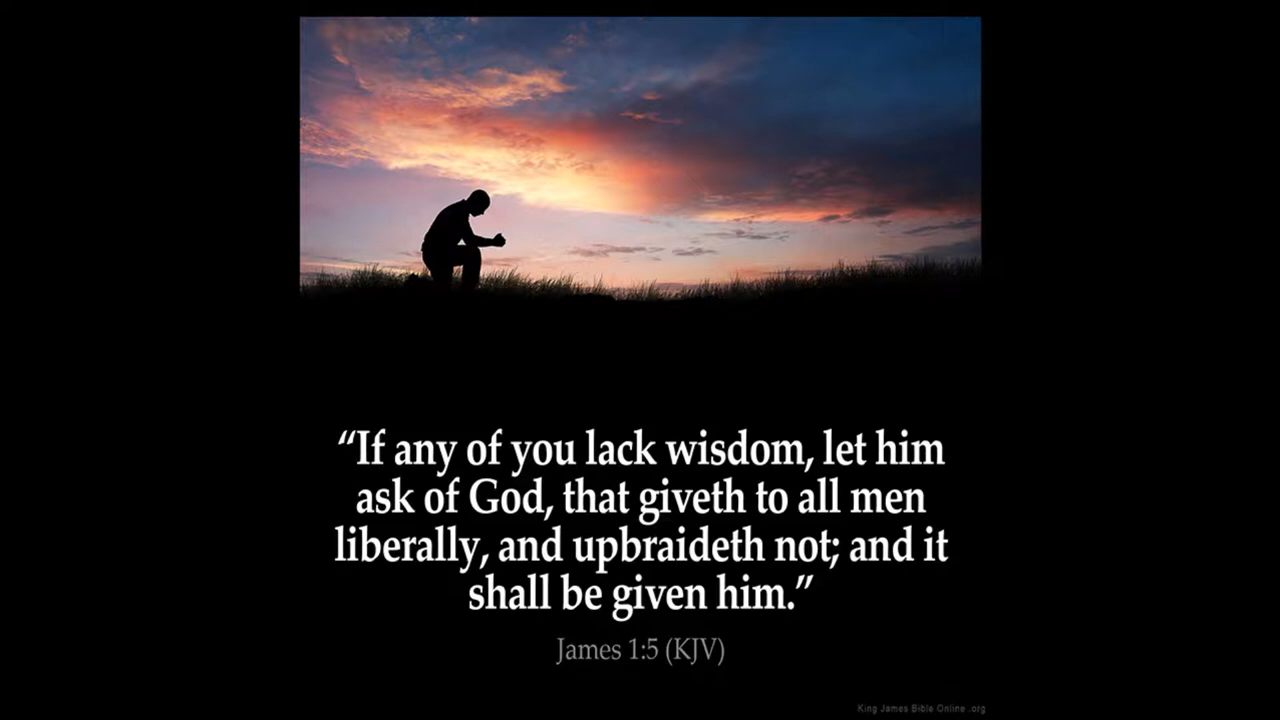 “If any of you lack wisdom, let him
ask of God, that giveth to all men
liberally, and upbraideth not; and it
shall be given him.”
James 1:5 (KJV)
King James Bible Online .org